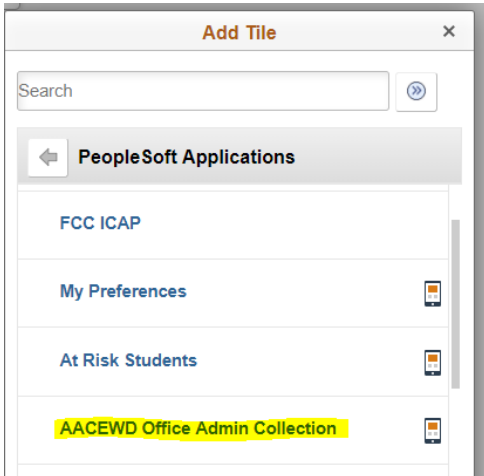 Add Tile
×
Search
PeopleSoft Applications
FCC ICAP
My Preferences
At Risk Students
AACEWD Office Admin Collection